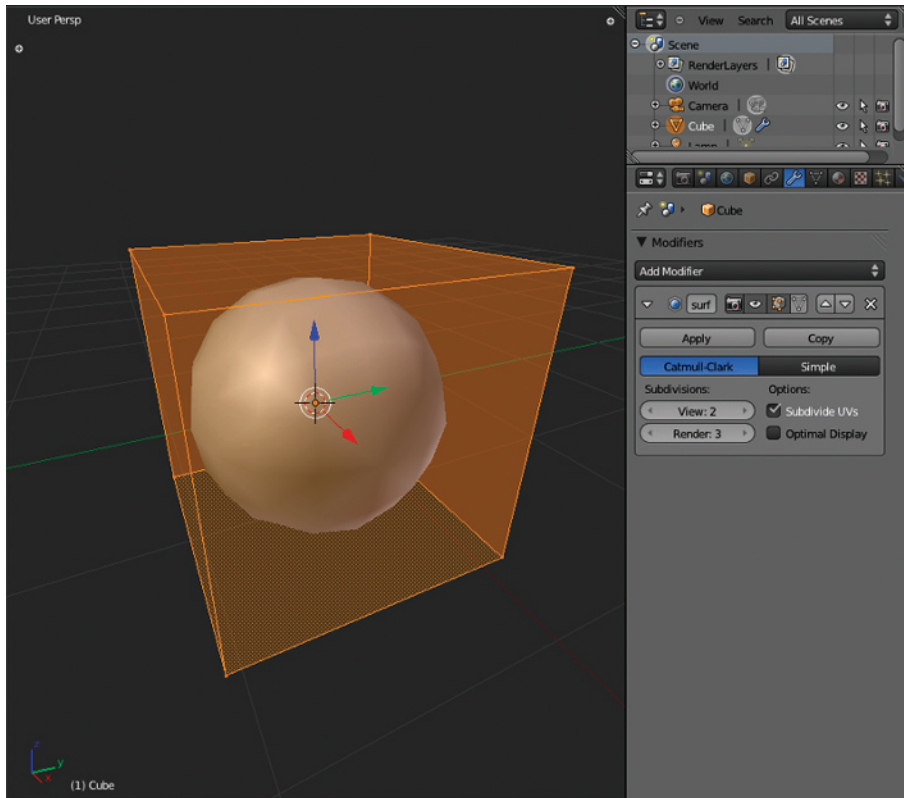 User Persp
View Search All Scenes
Scene
RenderLayers
World
Camera
Cube
Lamp
Cube
Modifiers
Add Modifier
surf
Apply Copy
Catmull-Clark Simple
Subdivisions: Options:
View: 2 Subdivide UVs
Render: 3 Optimal Display
z
y
x
(1) Cube